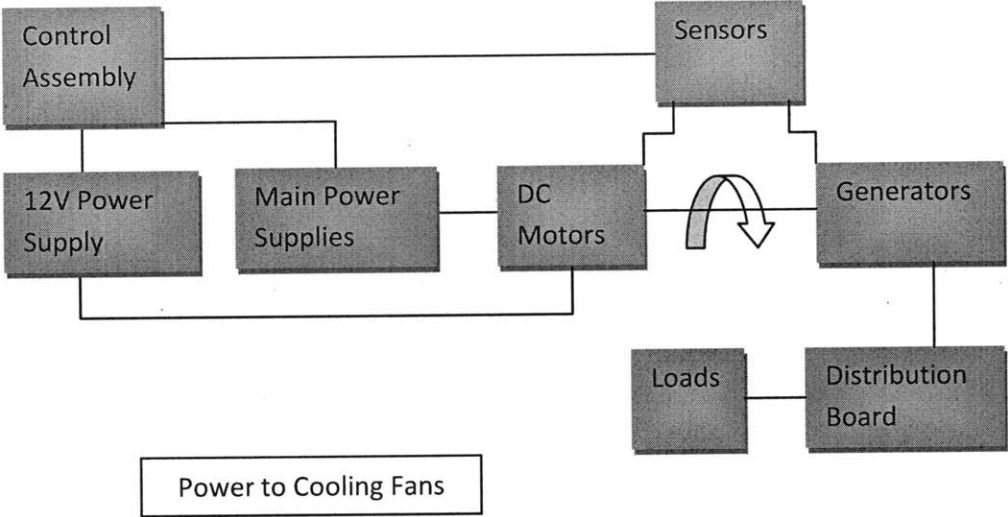 Control
Assembly
Sensors
12V Power
Supply
Main Power
Supplies
DC
Motors
Generators
Loads
Distribution
Board
Power to Cooling Fans